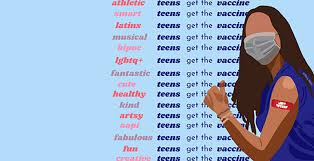 athletic teens get the vaccine
smart teens get the vaccine
latinx teens get the vaccine
musical teens get the vaccine
bipoc teens get the vaccine
lgbtq+ teens get the vaccine
fantastic teens get the vaccine
cute teens get the vaccine
healthy teens get the vaccine
kind teens get the vaccine
artsy teens get the vaccine
aapi teens get the vaccine
fabulous teens get the vaccine
fun teens get the vaccine
creative teens get the vaccine